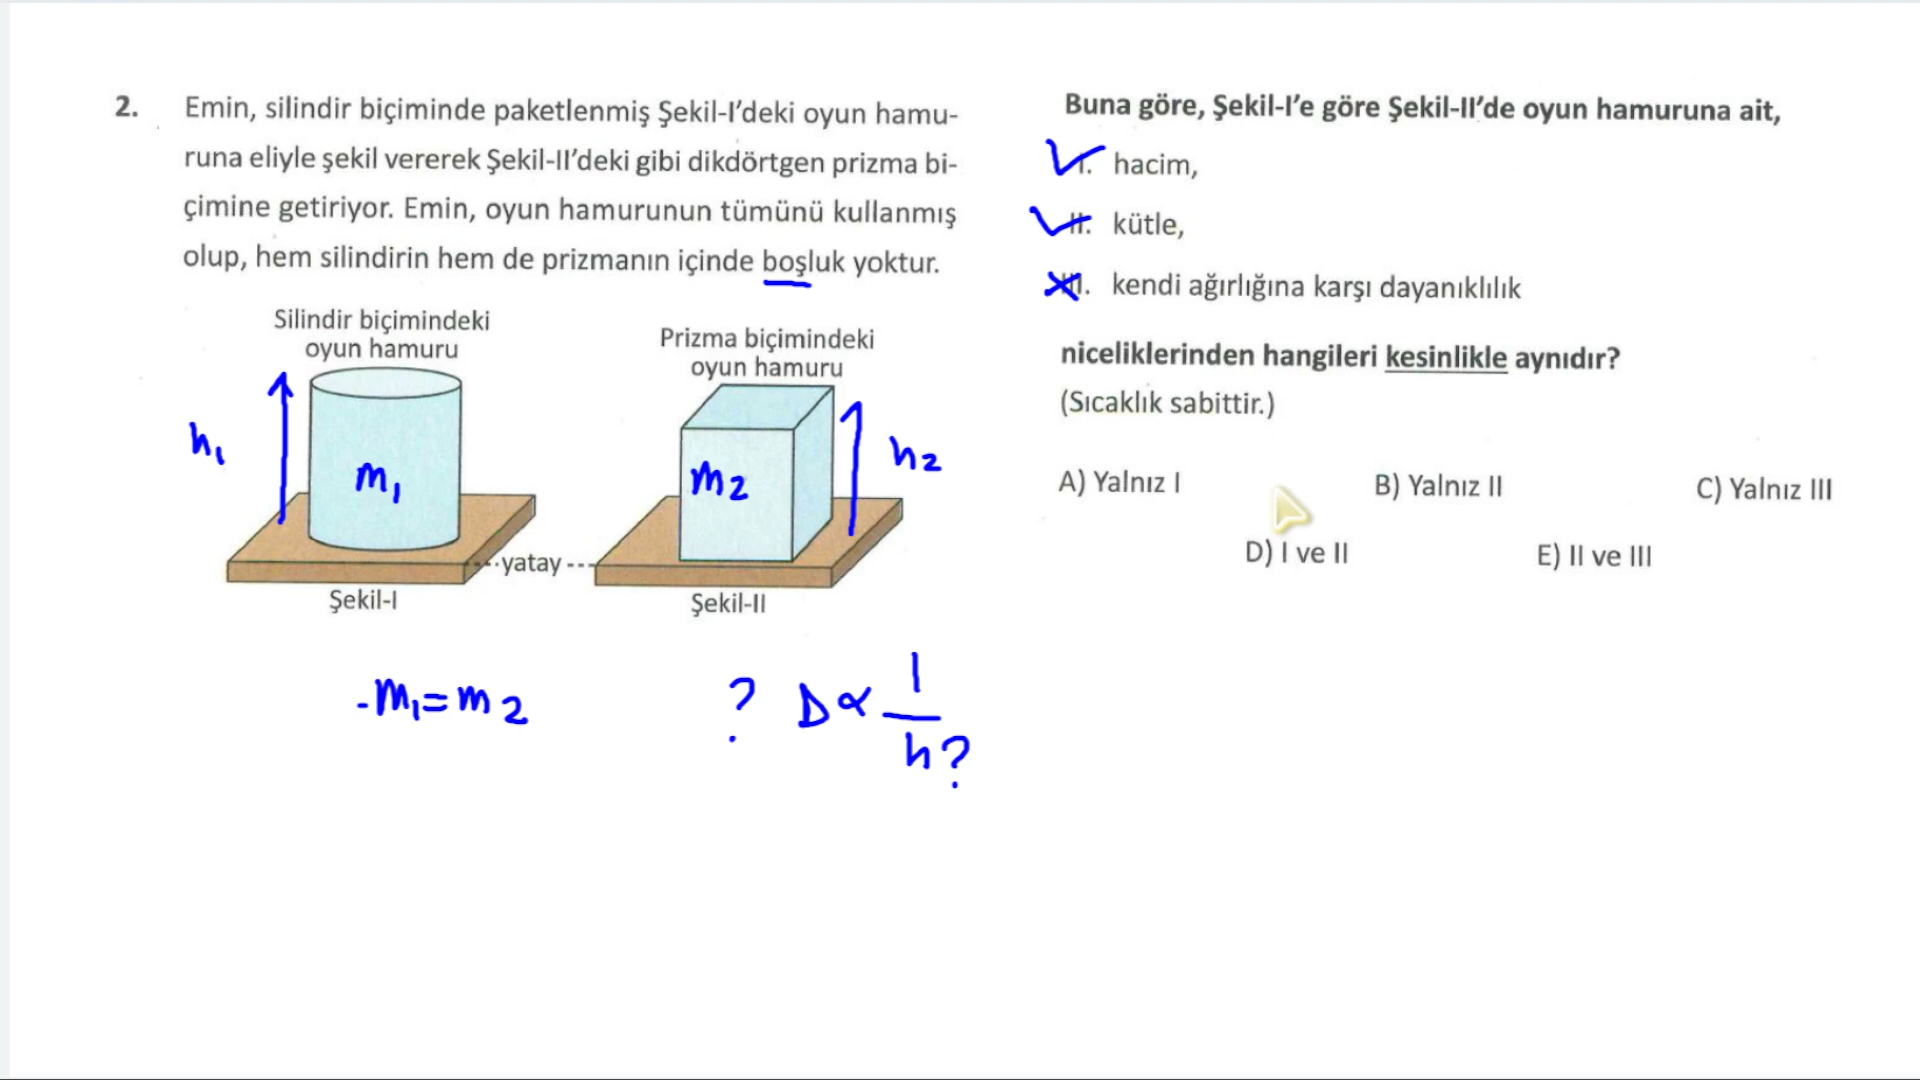 2. Emin, silindir biçiminde paketlenmiş Şekil-I'deki oyun hamu-
runa eliyle şekil vererek Şekil-II'deki gibi dikdörtgen prizma bi-
çimine getiriyor. Emin, oyun hamurunun tümünü kullanmış
olup, hem silindirin hem de prizmanın içinde boşluk yoktur.
Silindir biçimindeki
oyun hamuru
Prizma biçimindeki
oyun hamuru
h₁
m₁
m₂
h₂
yatay
Şekil-I
Şekil-II
-m₁=m₂
? D∝ 1
h?
Buna göre, Şekil-I'e göre Şekil-II'de oyun hamuruna ait,
I. hacim,
II. kütle,
III. kendi ağırlığına karşı dayanıklılık
niceliklerinden hangileri kesinlikle aynıdır?
(Sıcaklık sabittir.)
A) Yalnız I
B) Yalnız II
C) Yalnız III
D) I ve II
E) II ve III